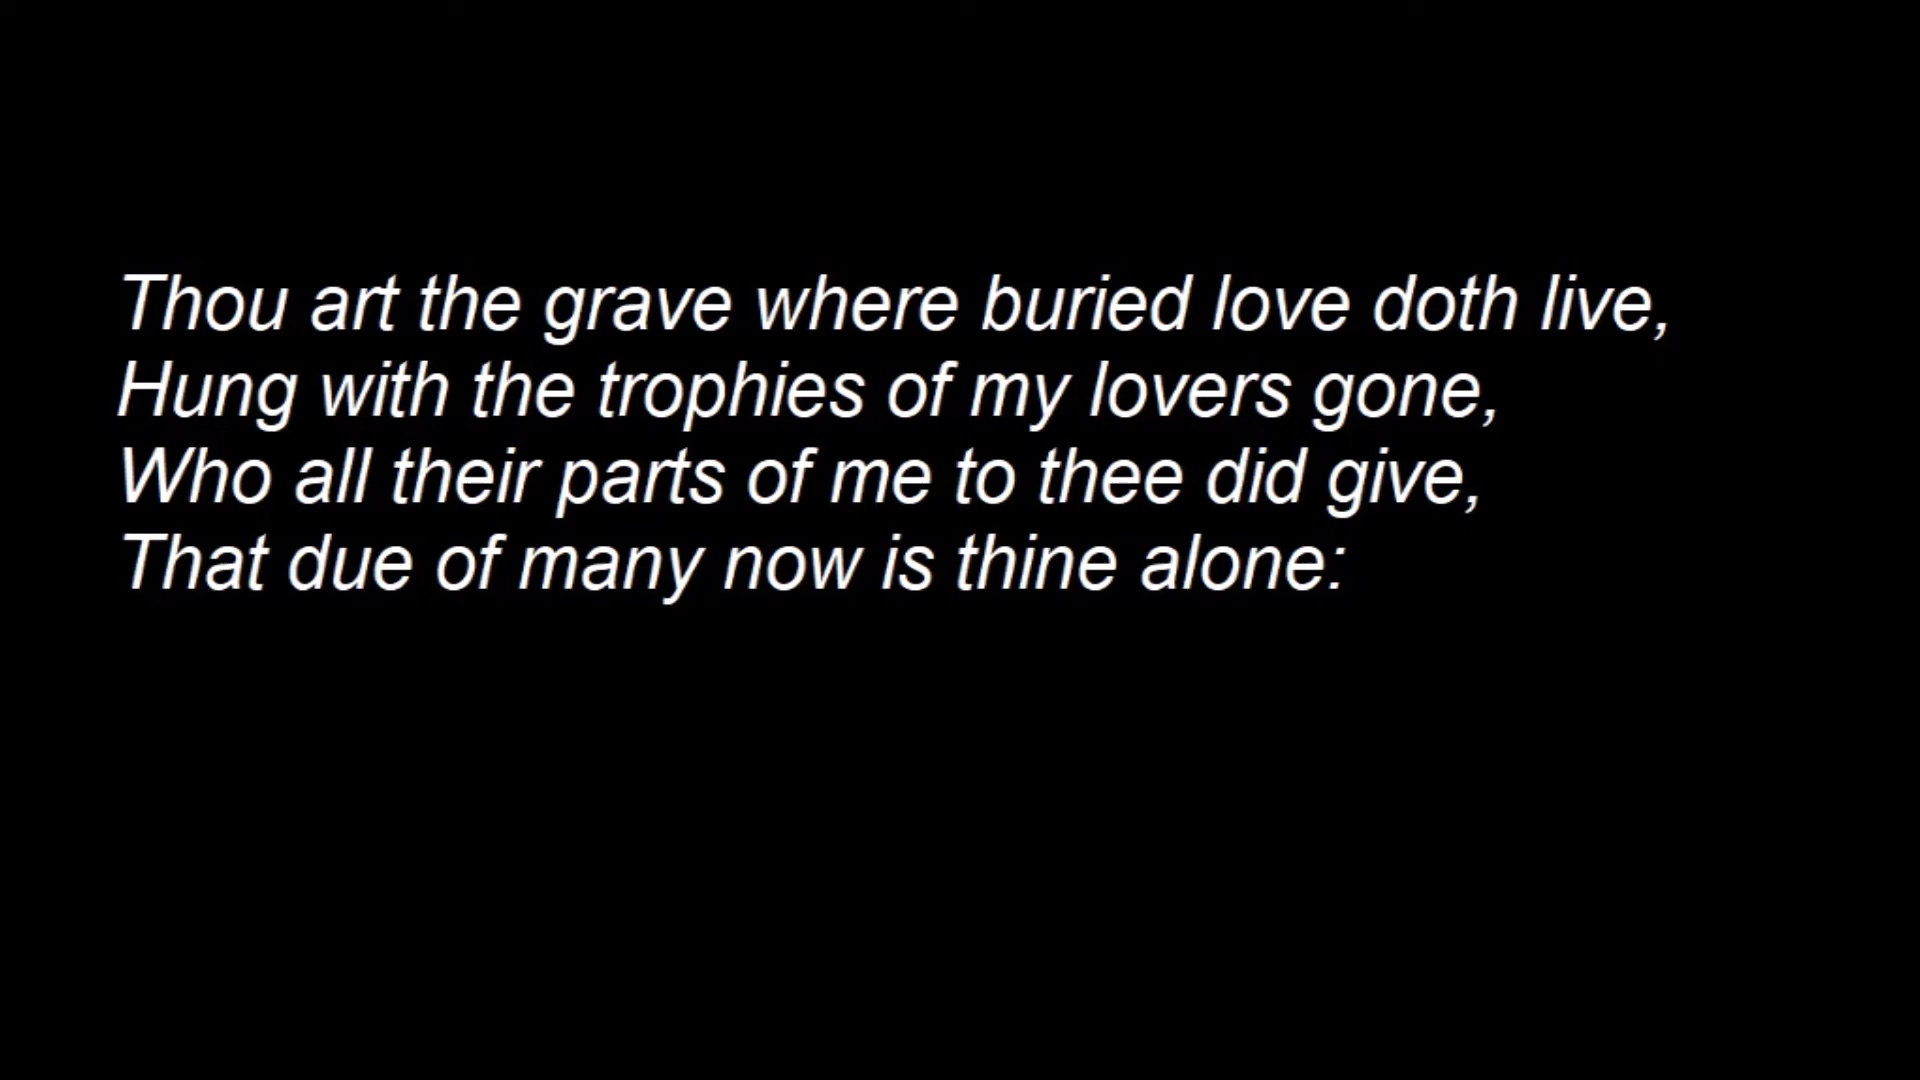 Thou art the grave where buried love doth live,
Hung with the trophies of my lovers gone,
Who all their parts of me to thee did give,
That due of many now is thine alone: